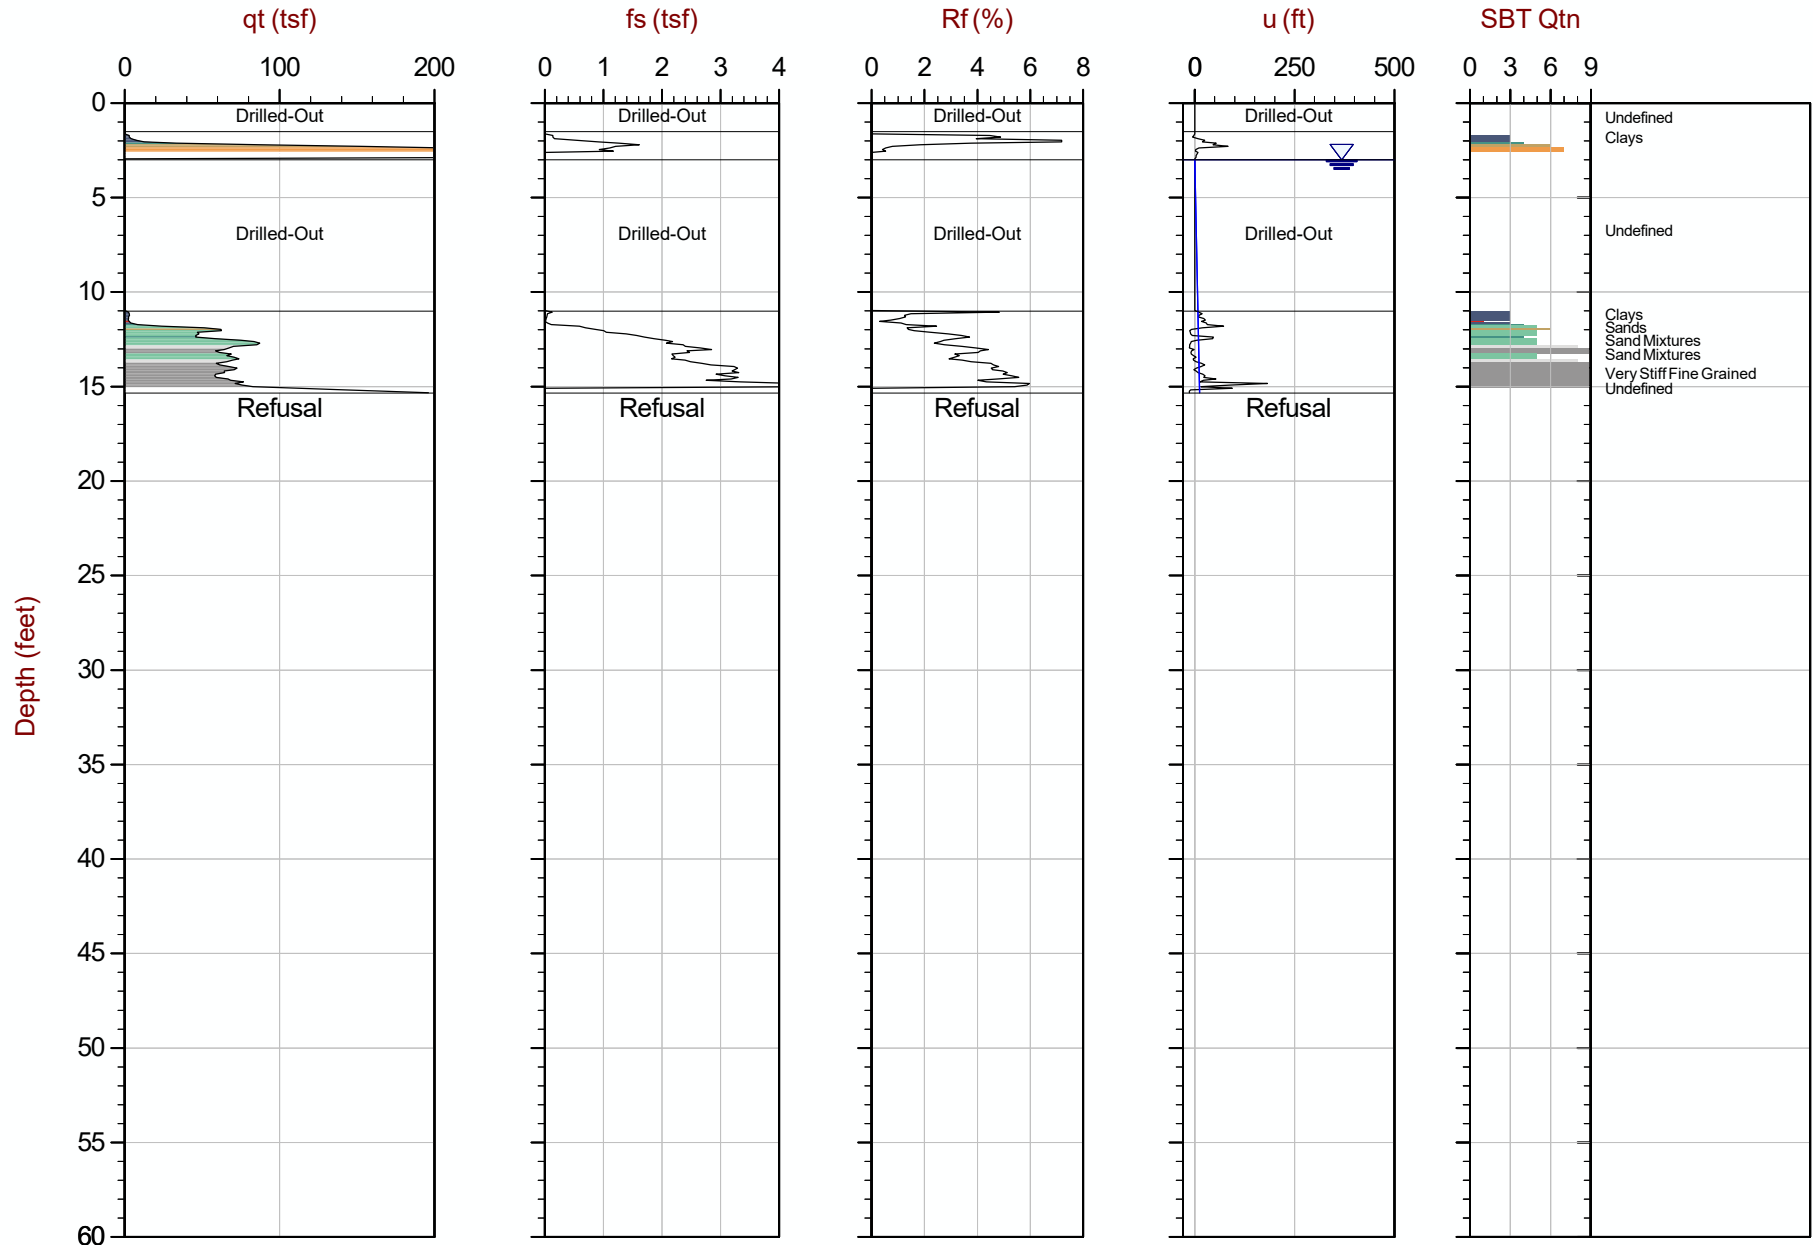 qt (tsf) fs (tsf) Rf (%) u (ft) SBT Qtn
0 100 200 0 1 2 3 4 0 2 4 6 8 0 250 500 0 3 6 9
0
Drilled-Out Drilled-Out Drilled-Out Drilled-Out Undefined
Clays
5
Drilled-Out Drilled-Out Drilled-Out Drilled-Out Undefined
10
Clays
Sands
Sand Mixtures
Sand Mixtures
Very Stiff Fine Grained
15
Undefined
Refusal Refusal Refusal Refusal
20
25
30
Depth (feet)
35
40
45
50
55
60